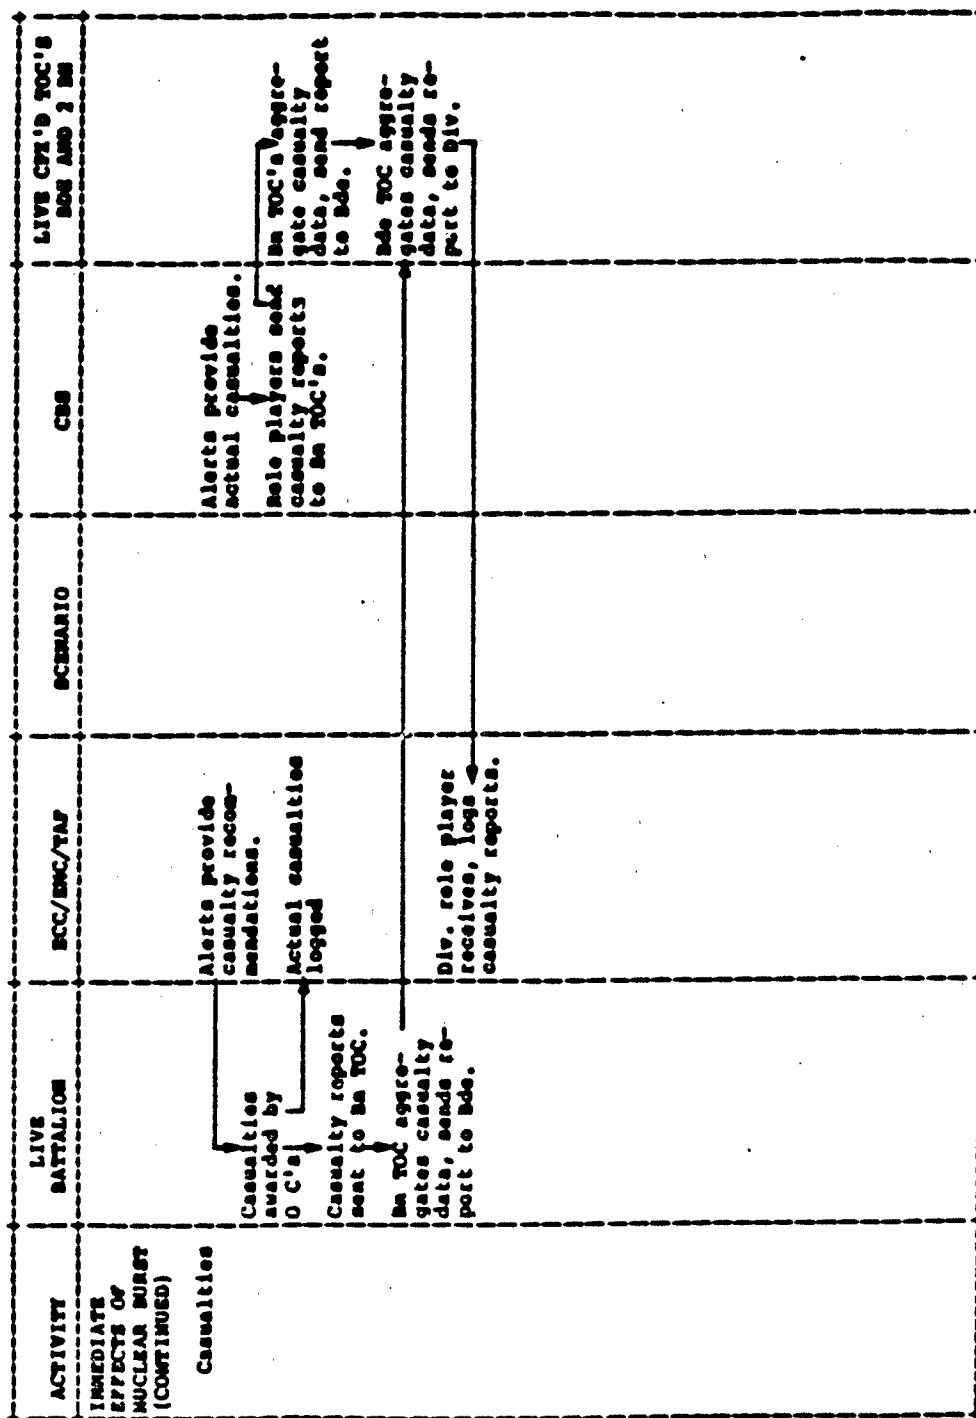 ACTIVITY
LIVE
BATTALION
ECC/EMC/TAF
SCENARIO
CBS
LIVE CPX'D TOC'S
BDE AND 2 BN
IMMEDIATE
EFFECTS OF
NUCLEAR BURST
(CONTINUED)
Casualties
Casualties
awarded by
O C's
Casualty reports
sent to Bn TOC.
Bn TOC aggre-
gates casualty
data, sends re-
port to Bde.
Alerts provide
casualty recom-
mendations.
Actual casualties
logged
Div. role player
receives, logs
casualty reports.
Alerts provide
actual casualties.
Role players send
casualty reports
to Bn TOC's.
Bn TOC's aggre-
gate casualty
data, send report
to Bde.
Bde TOC aggre-
gates casualty
data, sends re-
port to Div.